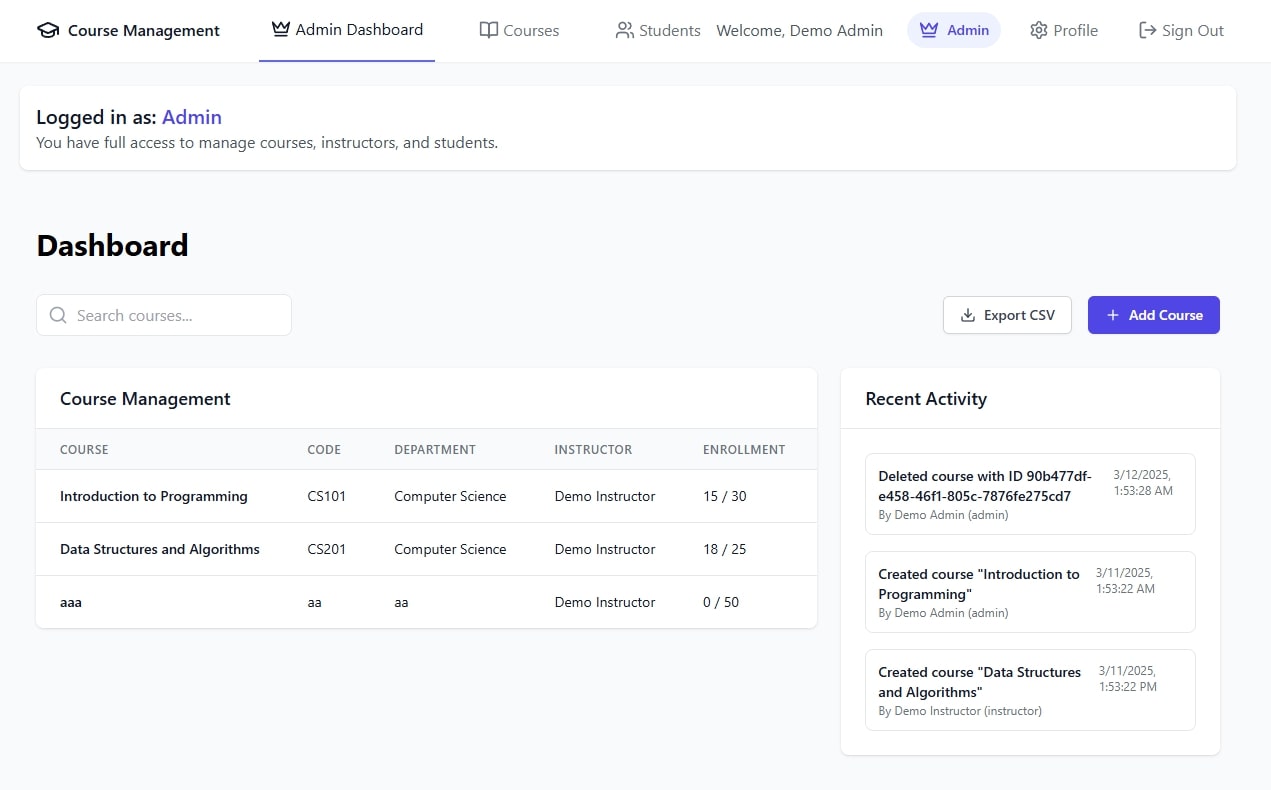 Course Management
Admin Dashboard
Courses
Students
Welcome, Demo Admin
Admin
Profile
Sign Out
Logged in as: Admin
You have full access to manage courses, instructors, and students.
Dashboard
Search courses...
Export CSV
Add Course
Course Management
COURSE CODE DEPARTMENT INSTRUCTOR ENROLLMENT
Introduction to Programming CS101 Computer Science Demo Instructor 15 / 30
Data Structures and Algorithms CS201 Computer Science Demo Instructor 18 / 25
aaa aa aa Demo Instructor 0 / 50
Recent Activity
Deleted course with ID 90b477df-
e458-46f1-805c-7876fe275cd7
By Demo Admin (admin)
3/12/2025,
1:53:28 AM
Created course "Introduction to
Programming"
By Demo Admin (admin)
3/11/2025,
1:53:22 AM
Created course "Data Structures
and Algorithms"
By Demo Instructor (instructor)
3/11/2025,
1:53:22 PM